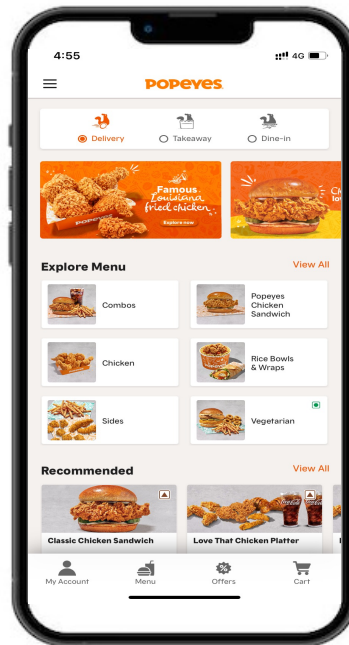 4:55
4G
POPEYES
Delivery
Takeaway
Dine-in
Famous
Louisiana
fried chicken
Explore now
POPEYES
Explore Menu
View All
Combos
Popeyes
Chicken
Sandwich
Chicken
Rice Bowls
& Wraps
Sides
Vegetarian
Recommended
View All
Classic Chicken Sandwich
Love That Chicken Platter
My Account
Menu
Offers
Cart